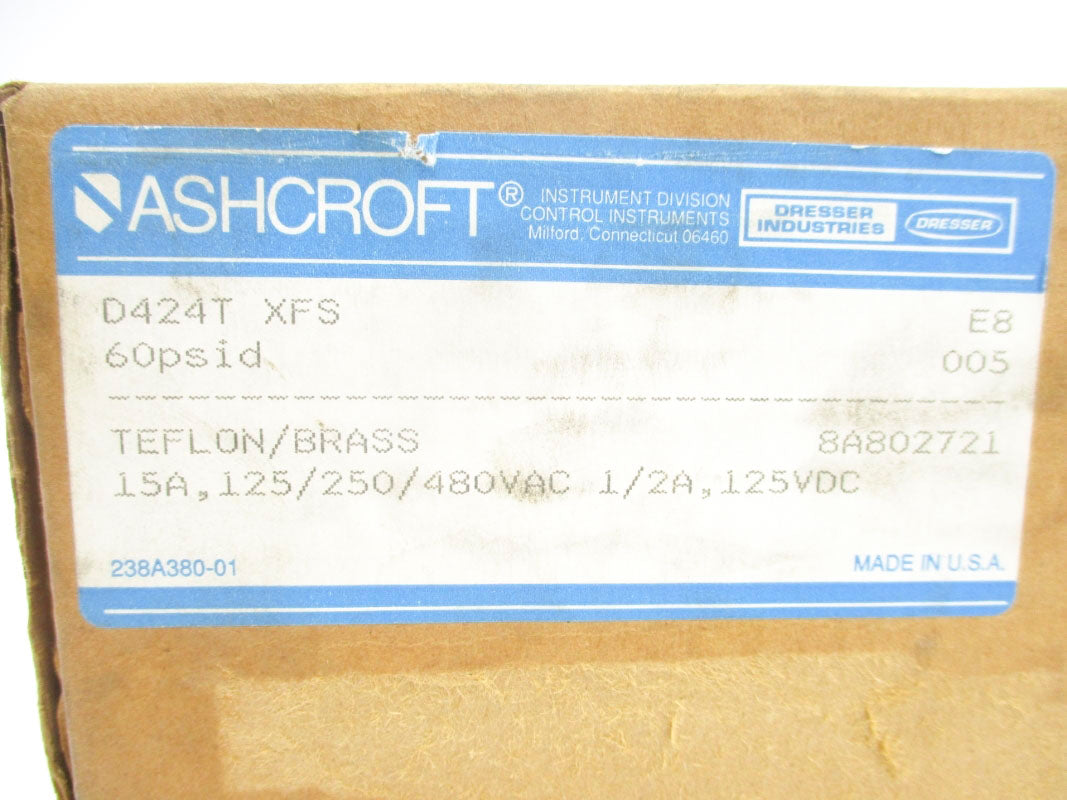 ASHCROFT®
INSTRUMENT DIVISION
CONTROL INSTRUMENTS
Milford, Connecticut 06460
DRESSER
INDUSTRIES
DRESSER
D424T XFS E8
60psid 005
TEFLON/BRASS 8A802721
15A,125/250/480VAC 1/2A,125VDC
238A380-01 MADE IN U.S.A.